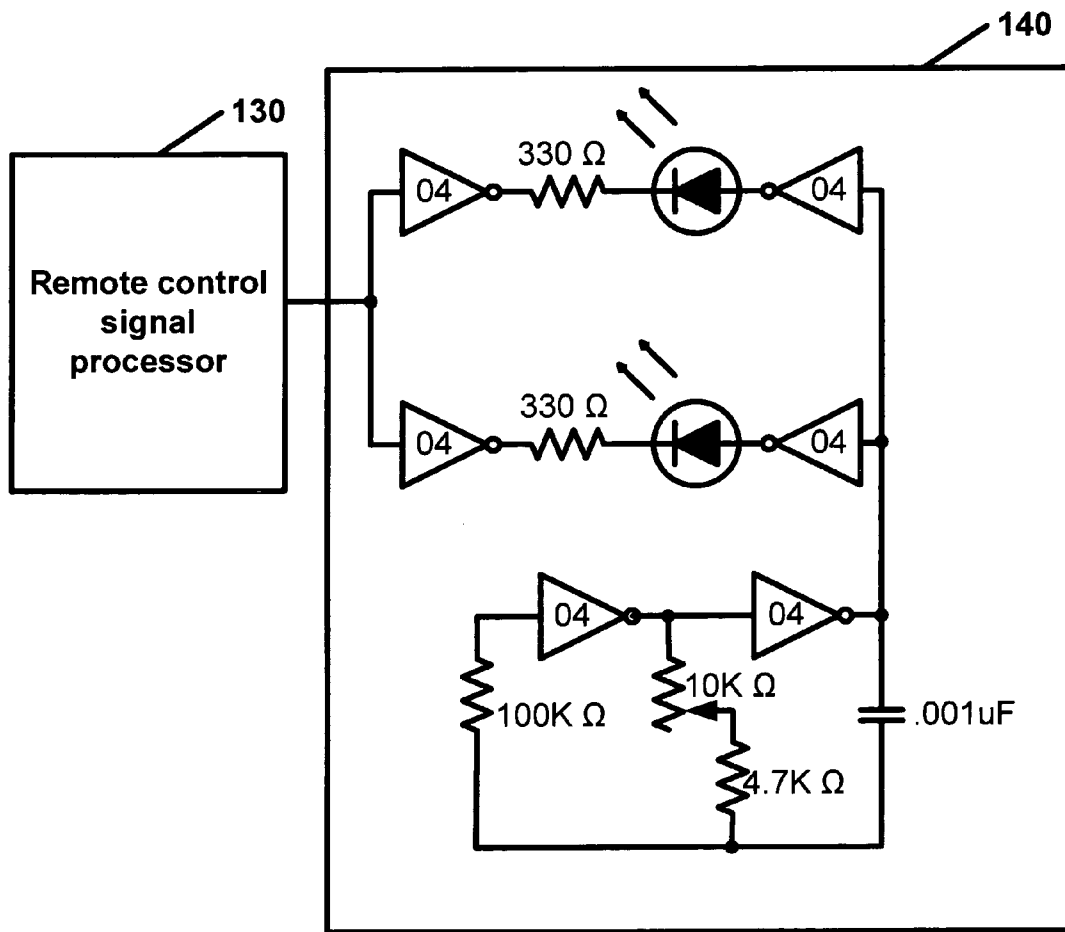 140
130
330 Ω
04
04
Remote control
signal
processor
330 Ω
04
04
04
04
10K Ω
100K Ω
.001uF
4.7K Ω